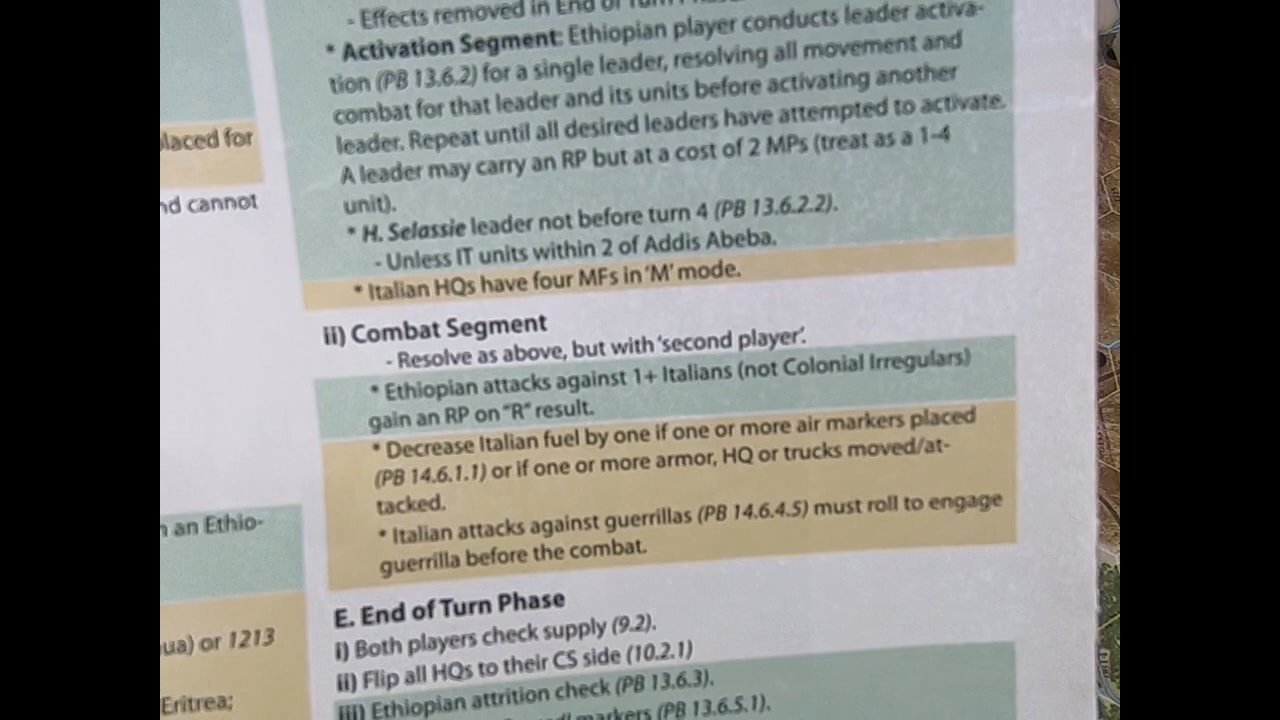 - Effects removed in End of Turn
* Activation Segment: Ethiopian player conducts leader activa-
tion (PB 13.6.2) for a single leader, resolving all movement and
combat for that leader and its units before activating another
leader. Repeat until all desired leaders have attempted to activate.
A leader may carry an RP but at a cost of 2 MPs (treat as a 1-4
unit).
* H. Selassie leader not before turn 4 (PB 13.6.2.2).
- Unless IT units within 2 of Addis Abeba.
* Italian HQs have four MFs in 'M' mode.
ii) Combat Segment
- Resolve as above, but with 'second player'.
* Ethiopian attacks against 1+ Italians (not Colonial Irregulars)
gain an RP on "R" result.
* Decrease Italian fuel by one if one or more air markers placed
(PB 14.6.1.1) or if one or more armor, HQ or trucks moved/at-
tacked.
* Italian attacks against guerrillas (PB 14.6.4.5) must roll to engage
guerrilla before the combat.
E. End of Turn Phase
i) Both players check supply (9.2).
ii) Flip all HQs to their CS side (10.2.1)
iii) Ethiopian attrition check (PB 13.6.3).
markers (PB 13.6.5.1).
for
cannot
an Ethio-
or 1213
Eritrea;